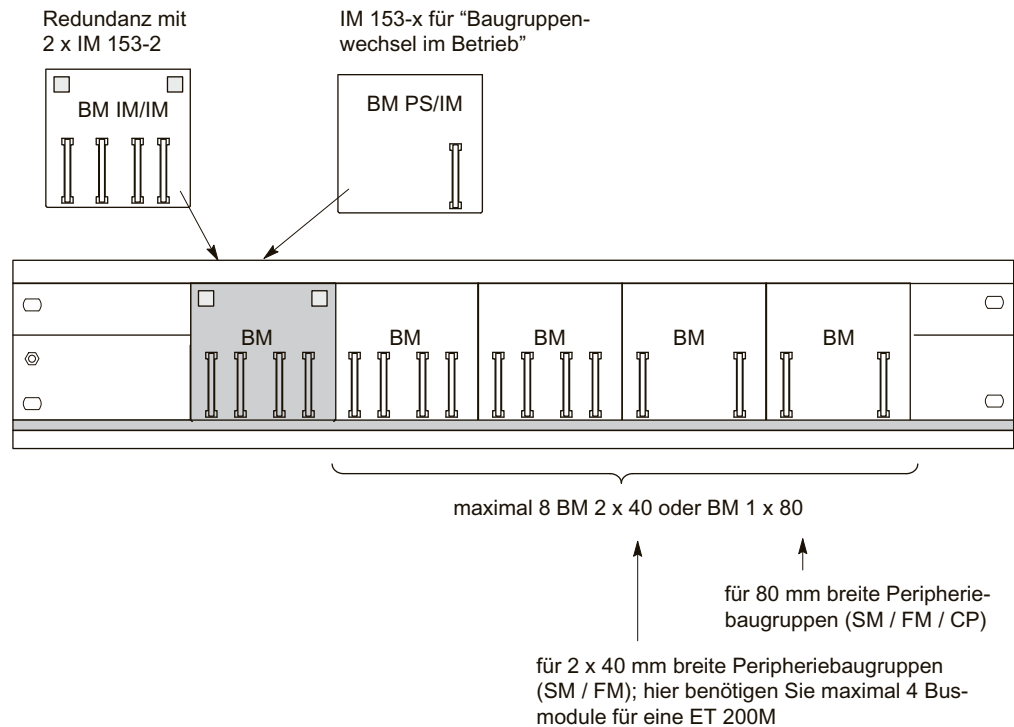 Redundanz mit
2 x IM 153-2
IM 153-x für “Baugruppen-
wechsel im Betrieb”
BM IM/IM
BM PS/IM
BM
BM
BM
BM
BM
maximal 8 BM 2 x 40 oder BM 1 x 80
für 80 mm breite Peripherie-
baugruppen (SM / FM / CP)
für 2 x 40 mm breite Peripheriebaugruppen
(SM / FM); hier benötigen Sie maximal 4 Bus-
module für eine ET 200M